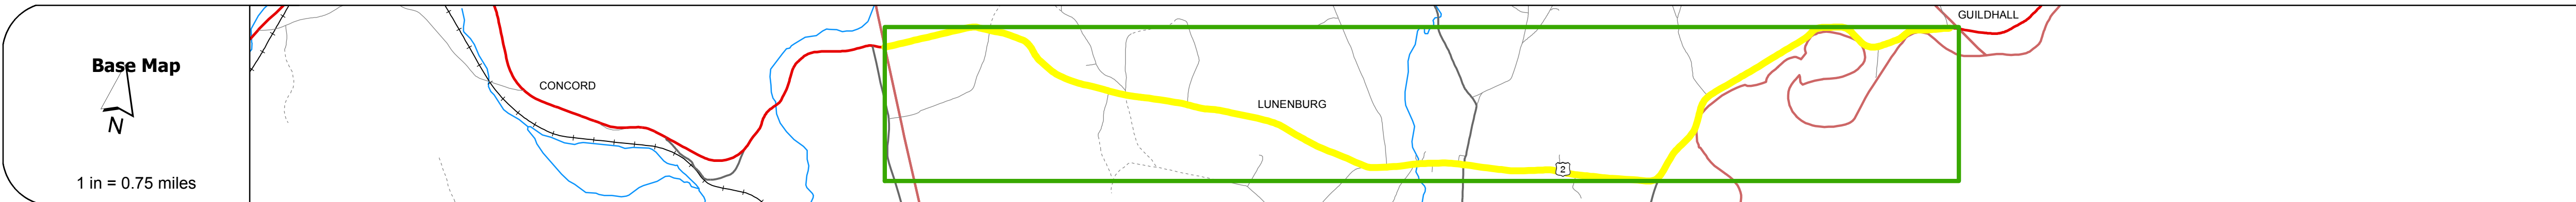 Base Map
N
1 in = 0.75 miles
CONCORD
LUNENBURG
2
GUILDHALL